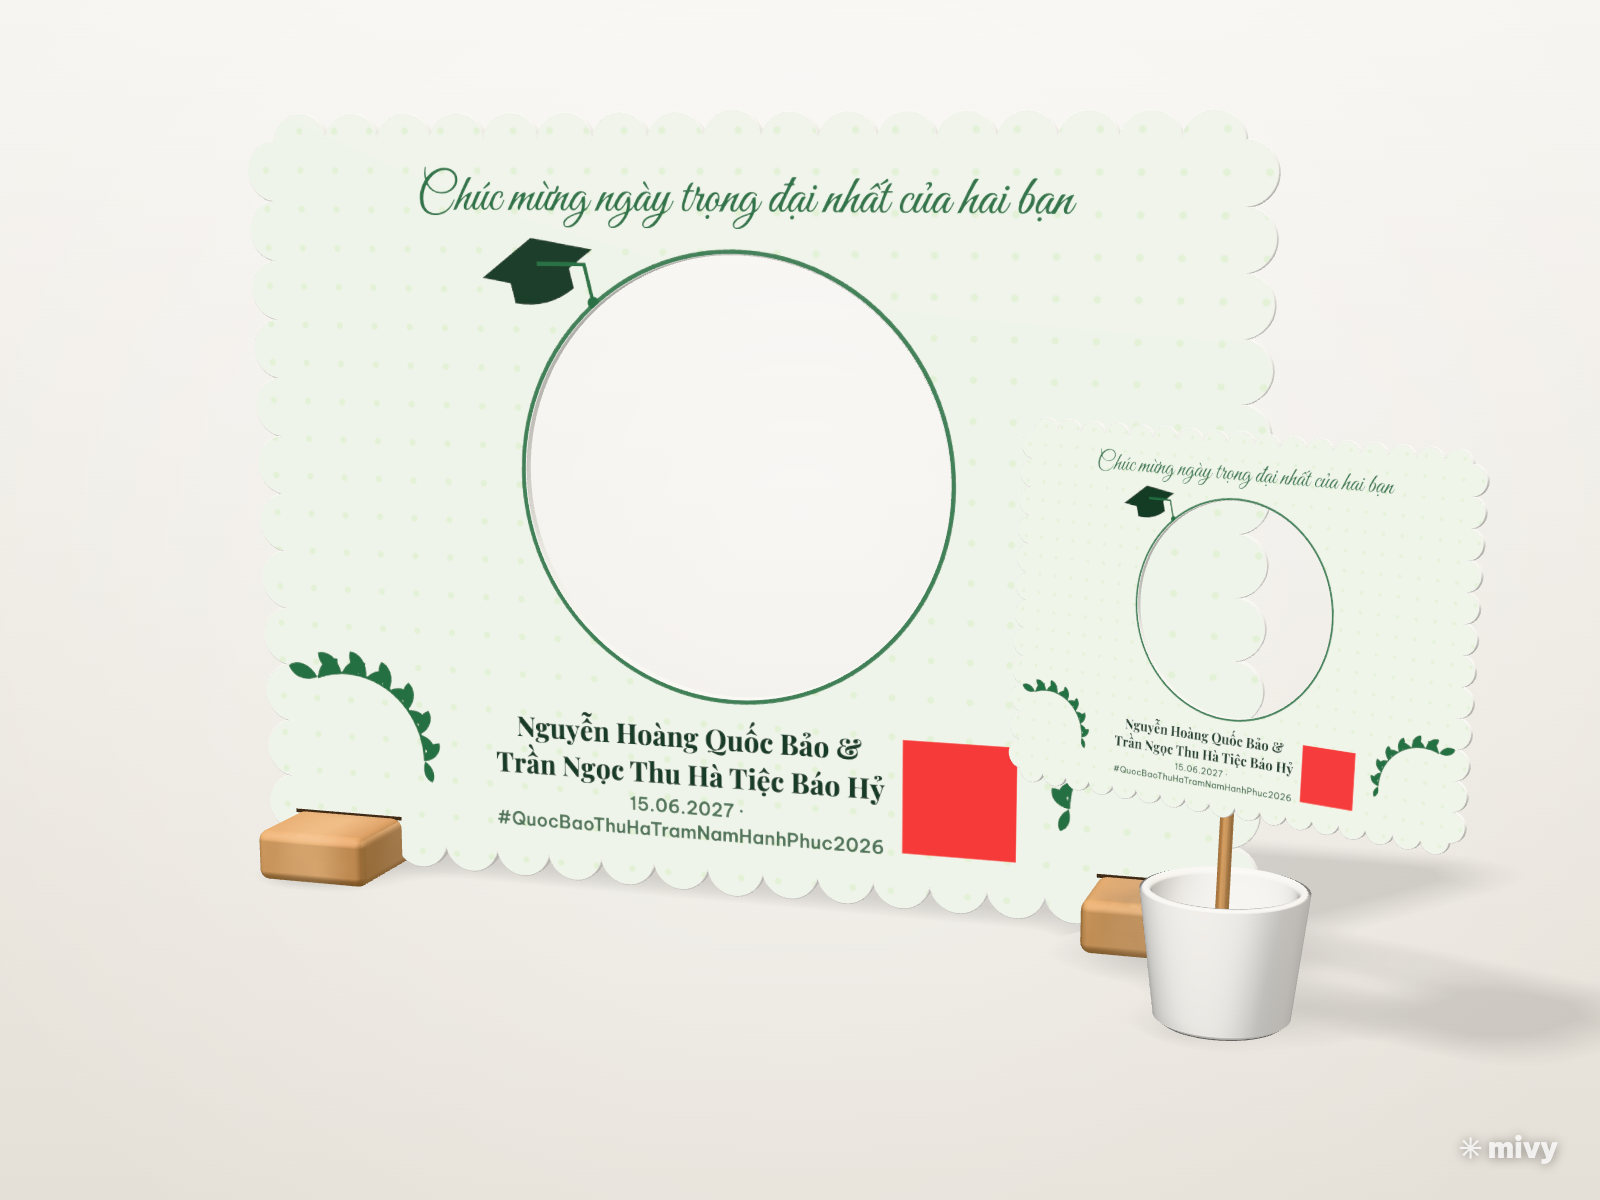 Chúc mừng ngày trọng đại nhất của hai bạn
Nguyễn Hoàng Quốc Bảo &
Trần Ngọc Thu Hà Tiệc Báo Hỷ
15.06.2027 ·
#QuocBaoThuHaTramNamHanhPhuc2026
Chúc mừng ngày trọng đại nhất của hai bạn
Nguyễn Hoàng Quốc Bảo &
Trần Ngọc Thu Hà Tiệc Báo Hỷ
15.06.2027 ·
#QuocBaoThuHaTramNamHanhPhuc2026
mivy